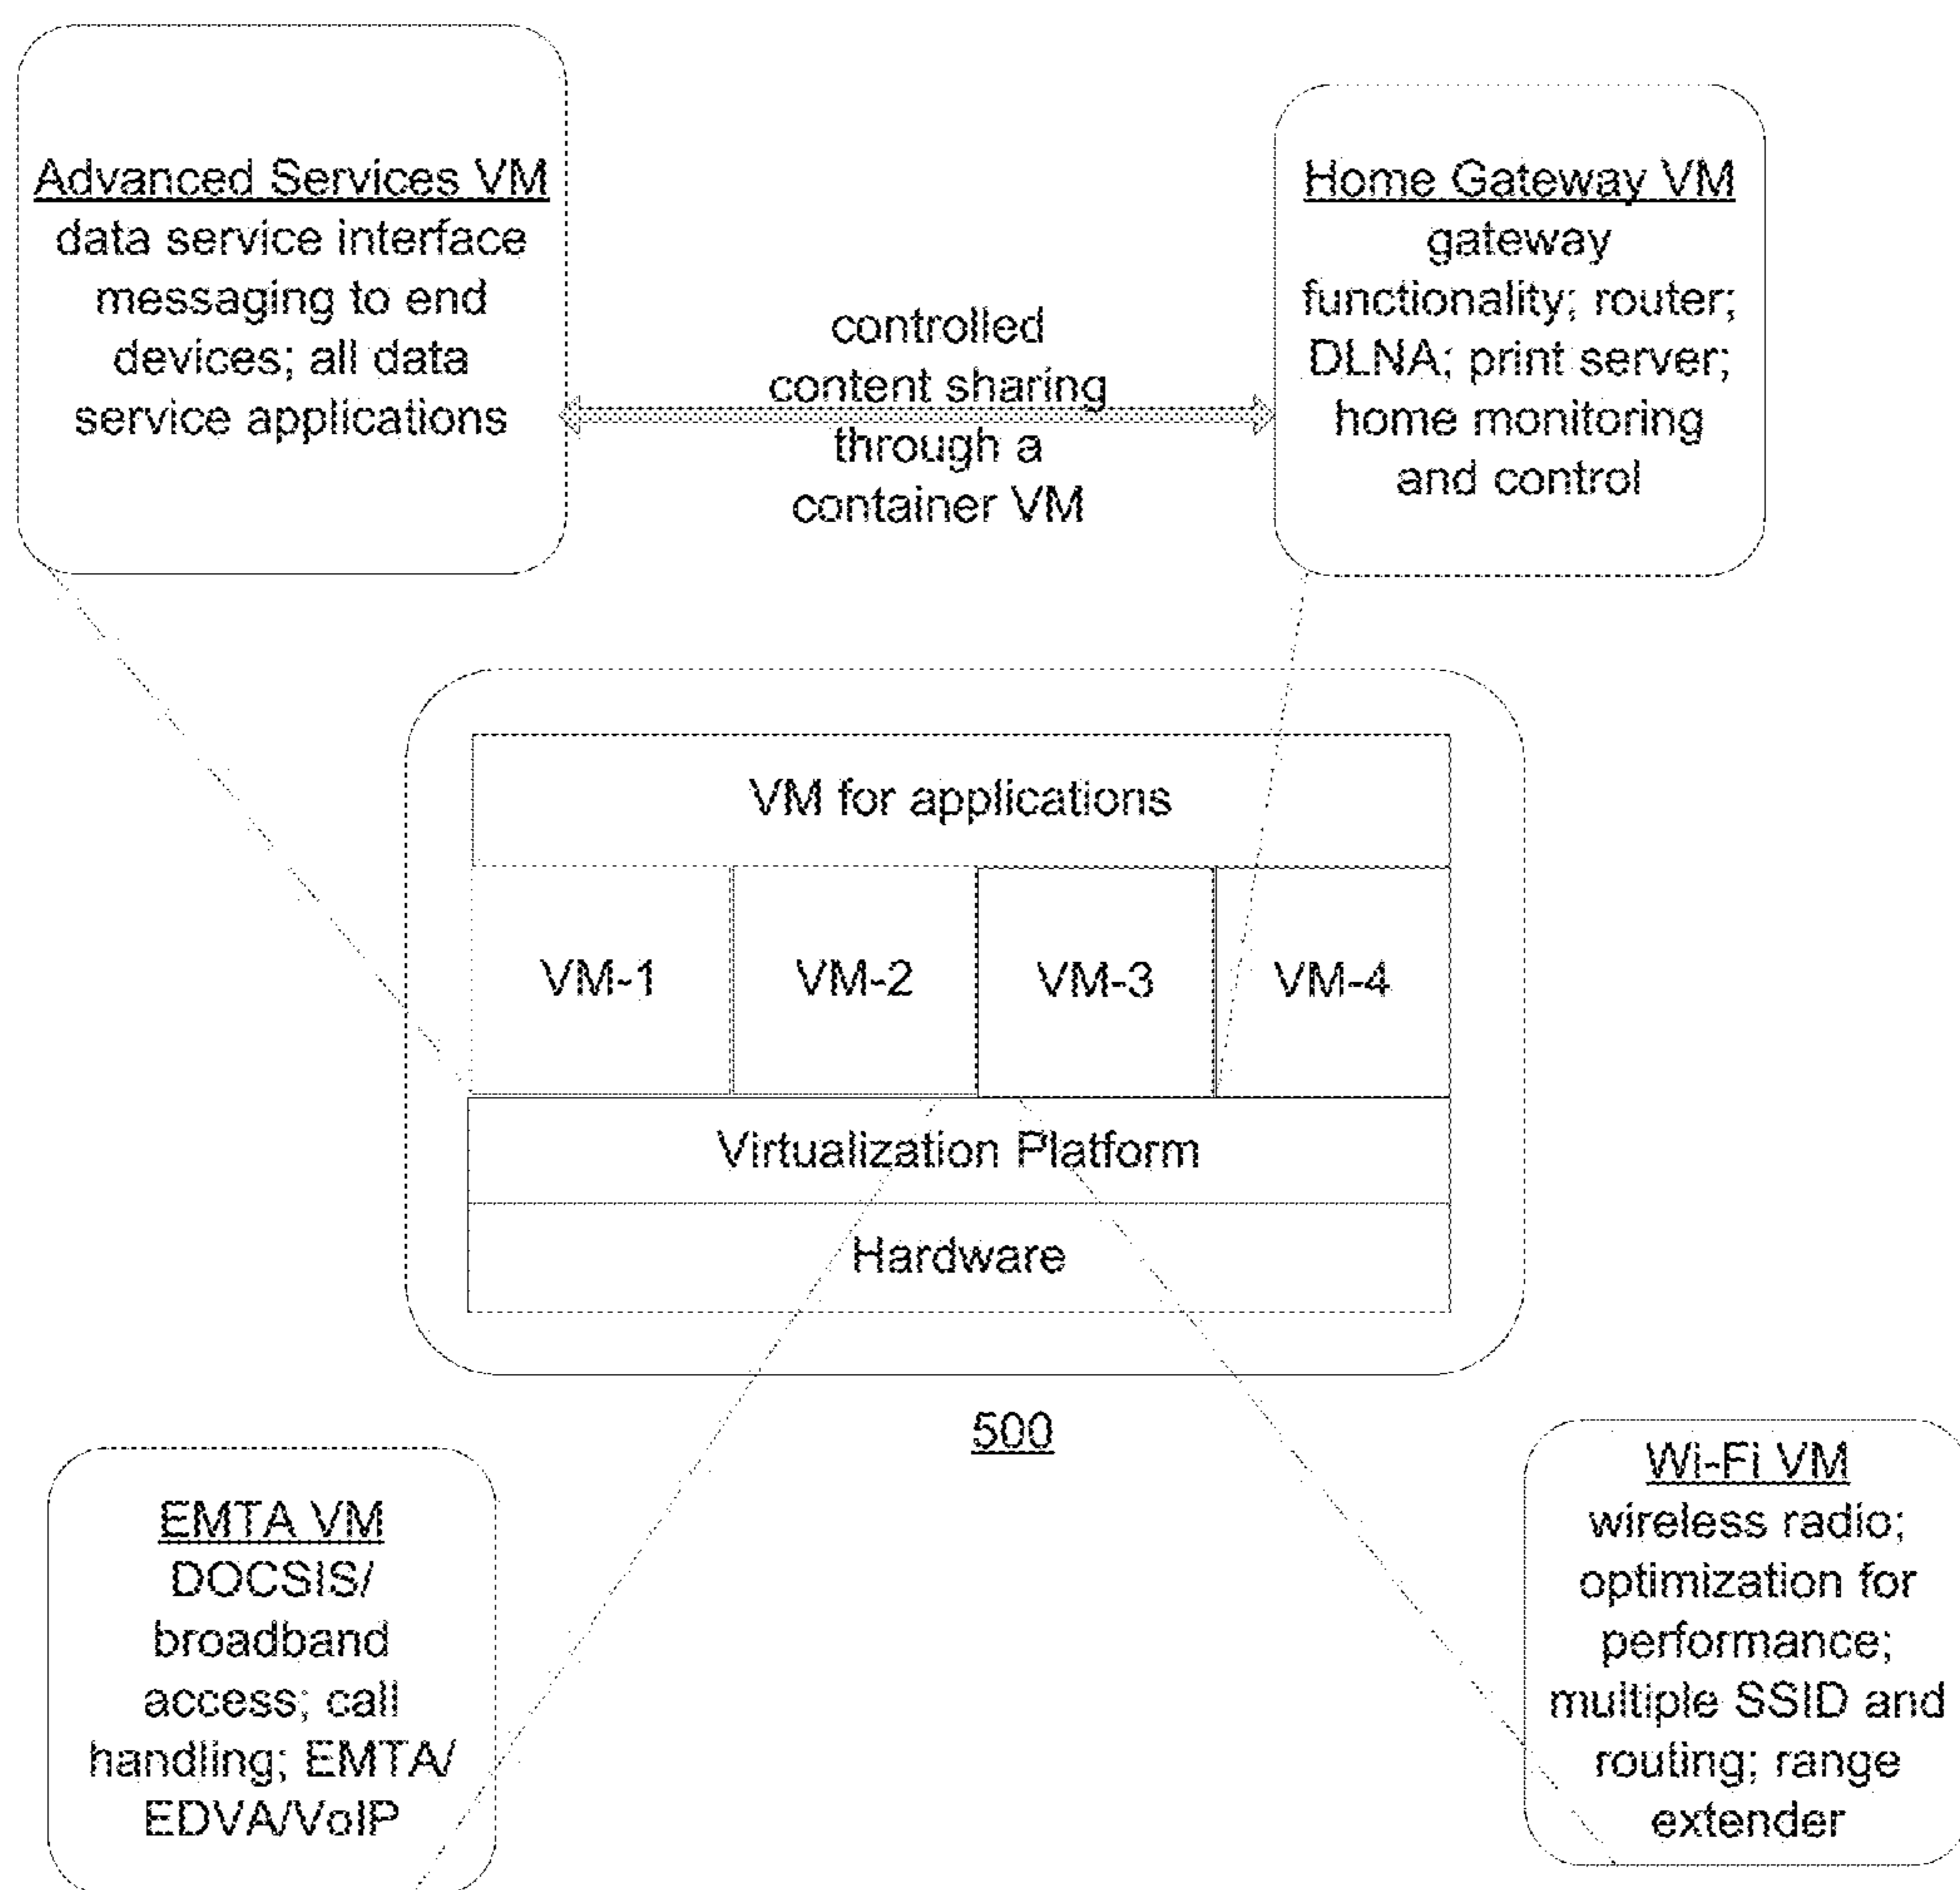 Advanced Services VM
data service interface
messaging to end
devices; all data
service applications
controlled
content sharing
through a
container VM
Home Gateway VM
gateway
functionality; router;
DLNA; print server;
home monitoring
and control
VM for applications
VM-1
VM-2
VM-3
VM-4
Virtualization Platform
Hardware
500
EMTA VM
DOCSIS/
broadband
access; call
handling; EMTA/
EDVA/VoIP
Wi-Fi VM
wireless radio;
optimization for
performance;
multiple SSID and
routing; range
extender